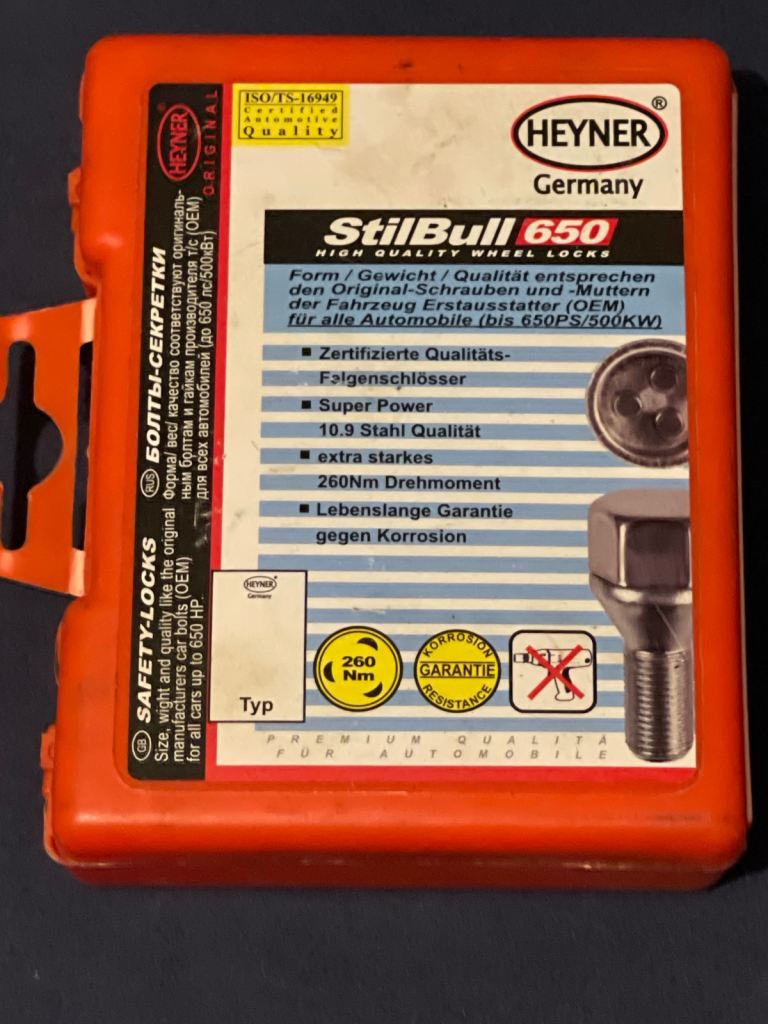 ISO/TS-16949
Certified
Automotive
Quality
HEYNER®
Germany
StilBull 650
HIGH QUALITY WHEEL LOCKS
Form / Gewicht / Qualität entsprechen
den Original-Schrauben und -Muttern
der Fahrzeug Erstausstatter (OEM)
für alle Automobile (bis 650PS/500KW)
■ Zertifizierte Qualitäts-
Felgenschlösser
■ Super Power
10.9 Stahl Qualität
■ extra starkes
260Nm Drehmoment
■ Lebenslange Garantie
gegen Korrosion
HEYNER
Germany
Typ
260
Nm
KORROSION
GARANTIE
RESISTANCE
PREMIUM QUALITÄ
FÜR AUTOMOBILE
HEYNER®
ORIGINAL
RUS БОЛТЫ-СЕКРЕТКИ
Форма/ вес/ качество соответствуют оригиналь-
ным болтам и гайкам производителя т/с (OEM)
для всех автомобилей (до 650 лс/500кВт)
GB SAFETY-LOCKS
Size, wight and quality like the original
manufacturers car bolts (OEM)
for all cars up to 650 HP.